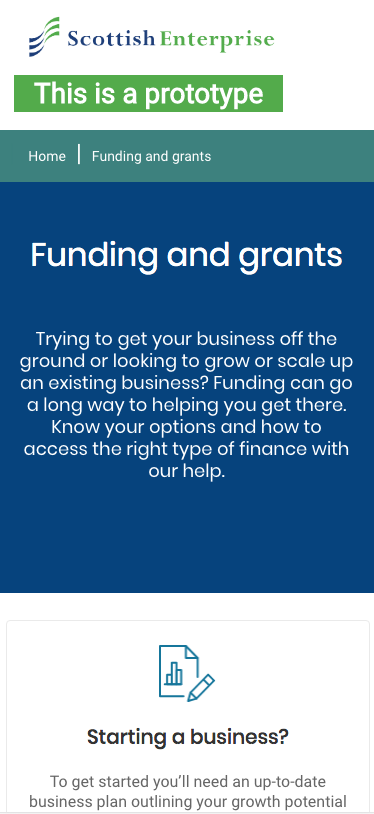 Scottish Enterprise
This is a prototype
Home | Funding and grants
Funding and grants
Trying to get your business off the
ground or looking to grow or scale up
an existing business? Funding can go
a long way to helping you get there.
Know your options and how to
access the right type of finance with
our help.
Starting a business?
To get started you’ll need an up-to-date
business plan outlining your growth potential